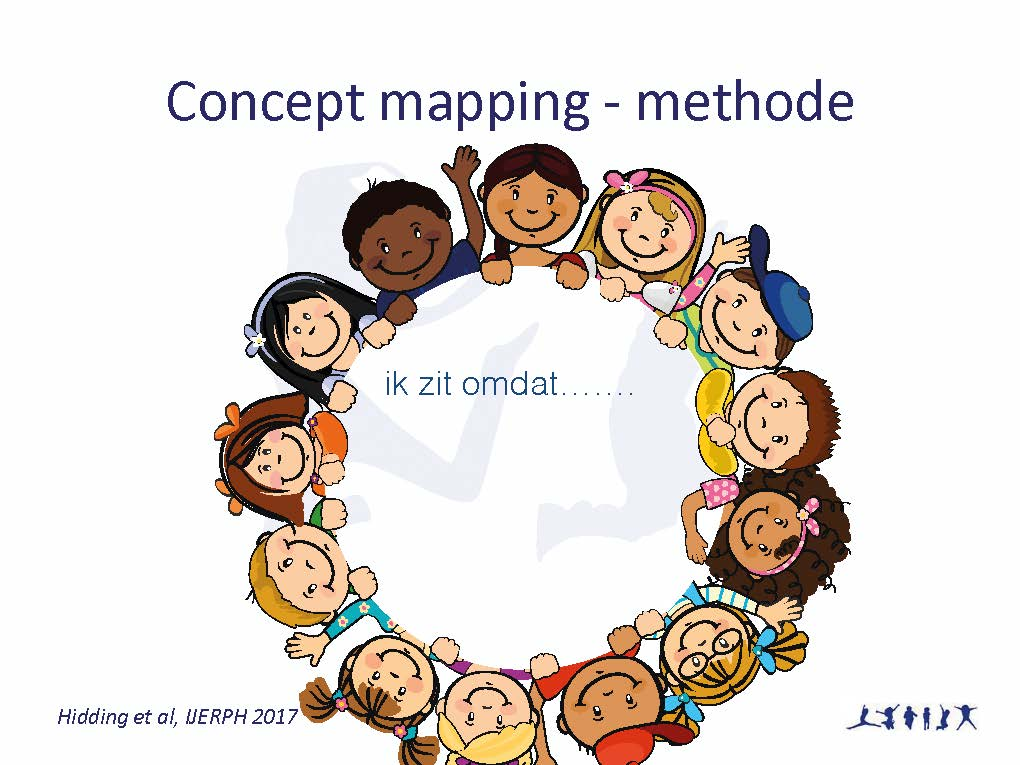 Concept mapping - methode
ik zit omdat.......
Hidding et al, IJERPH 2017